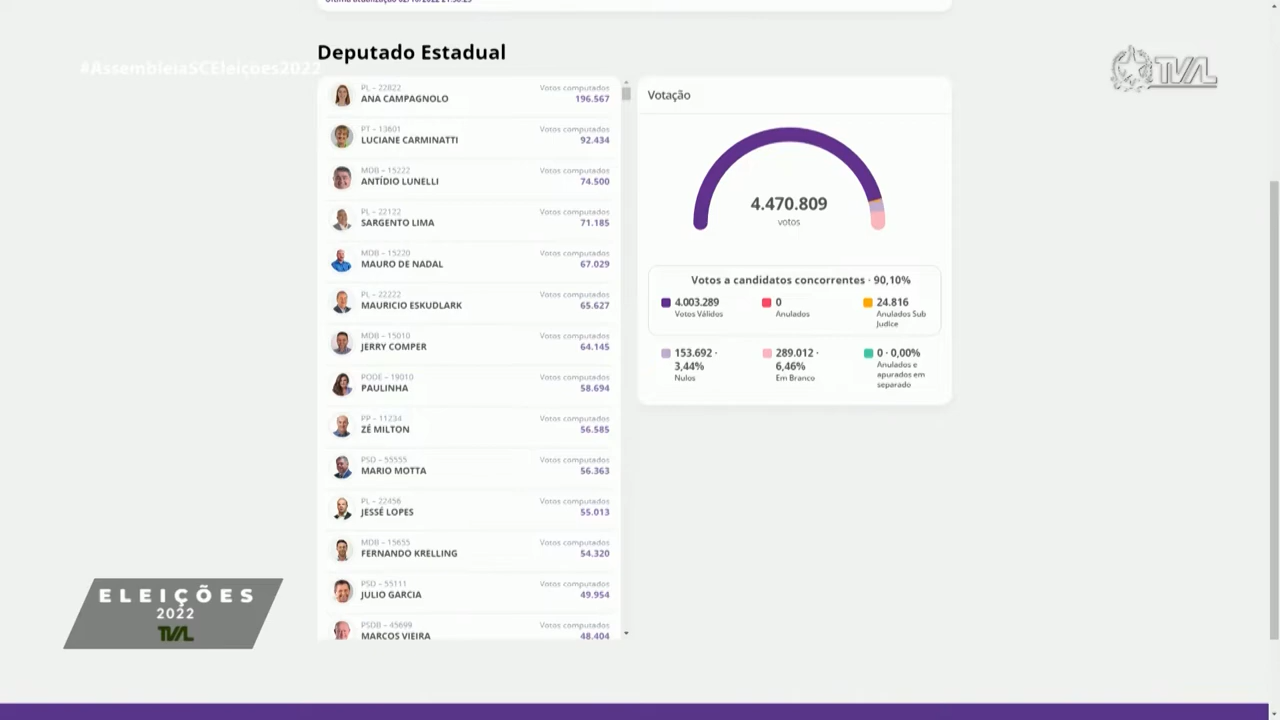 Última atualização 02/10/2022 21:38:25
Deputado Estadual
#AssembleiaSCEleições2022
TVAL
PL - 22822
Votos computados
ANA CAMPAGNOLO
196.567
PT - 13601
Votos computados
LUCIANE CARMINATTI
92.434
MDB - 15222
Votos computados
ANTÍDIO LUNELLI
74.500
PL - 22122
Votos computados
SARGENTO LIMA
71.185
MDB - 15220
Votos computados
MAURO DE NADAL
67.029
PL - 22222
Votos computados
MAURICIO ESKUDLARK
65.627
MDB - 15010
Votos computados
JERRY COMPER
64.145
PODE - 19010
Votos computados
PAULINHA
58.694
PP - 11234
Votos computados
ZÉ MILTON
56.585
PSD - 55555
Votos computados
MARIO MOTTA
56.363
PL - 22456
Votos computados
JESSÉ LOPES
55.013
MDB - 15655
Votos computados
FERNANDO KRELLING
54.320
PSD - 55111
Votos computados
JULIO GARCIA
49.954
PSDB - 45699
Votos computados
MARCOS VIEIRA
48.404
Votação
4.470.809
votos
Votos a candidatos concorrentes · 90,10%
4.003.289
Votos Válidos
0
Anulados
24.816
Anulados Sub
Judice
153.692 ·
3,44%
Nulos
289.012 ·
6,46%
Em Branco
0 · 0,00%
Anulados e
apurados em
separado
ELEIÇÕES
2022
TVAL